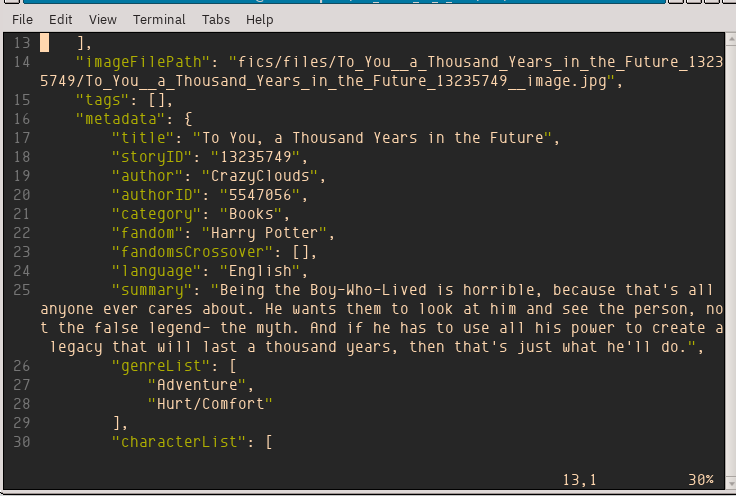 File Edit View Terminal Tabs Help
13 ],
14 "imageFilePath": "fics/files/To_You__a_Thousand_Years_in_the_Future_1323
5749/To_You__a_Thousand_Years_in_the_Future_13235749__image.jpg",
15 "tags": [],
16 "metadata": {
17 "title": "To You, a Thousand Years in the Future",
18 "storyID": "13235749",
19 "author": "CrazyClouds",
20 "authorID": "5547056",
21 "category": "Books",
22 "fandom": "Harry Potter",
23 "fandomsCrossover": [],
24 "language": "English",
25 "summary": "Being the Boy-Who-Lived is horrible, because that's all
anyone ever cares about. He wants them to look at him and see the person, no
t the false legend- the myth. And if he has to use all his power to create a
legacy that will last a thousand years, then that's just what he'll do.",
26 "genreList": [
27 "Adventure",
28 "Hurt/Comfort"
29 ],
30 "characterList": [
13,1 30%